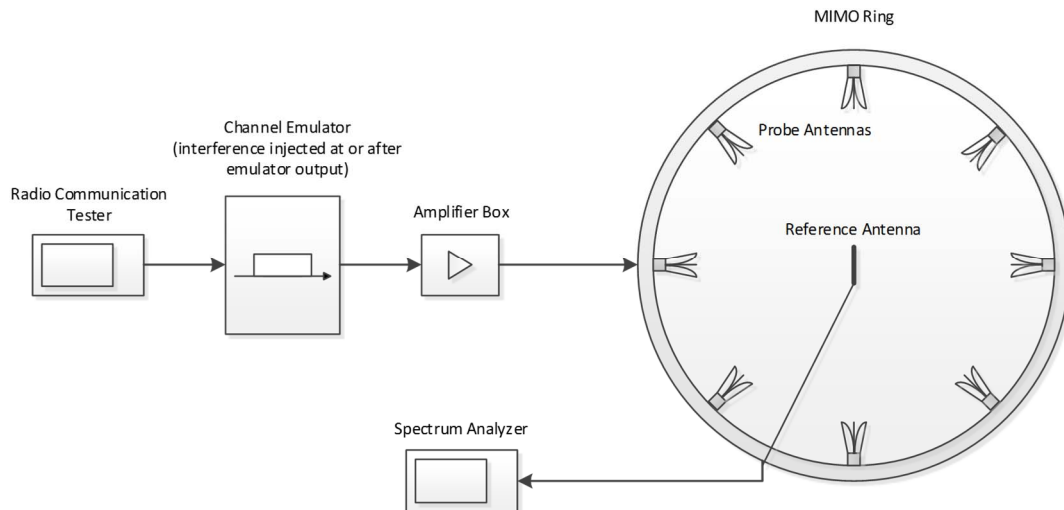 MIMO Ring
Channel Emulator
(interference injected at or after
emulator output)
Probe Antennas
Radio Communication
Tester
Amplifier Box
Reference Antenna
Spectrum Analyzer